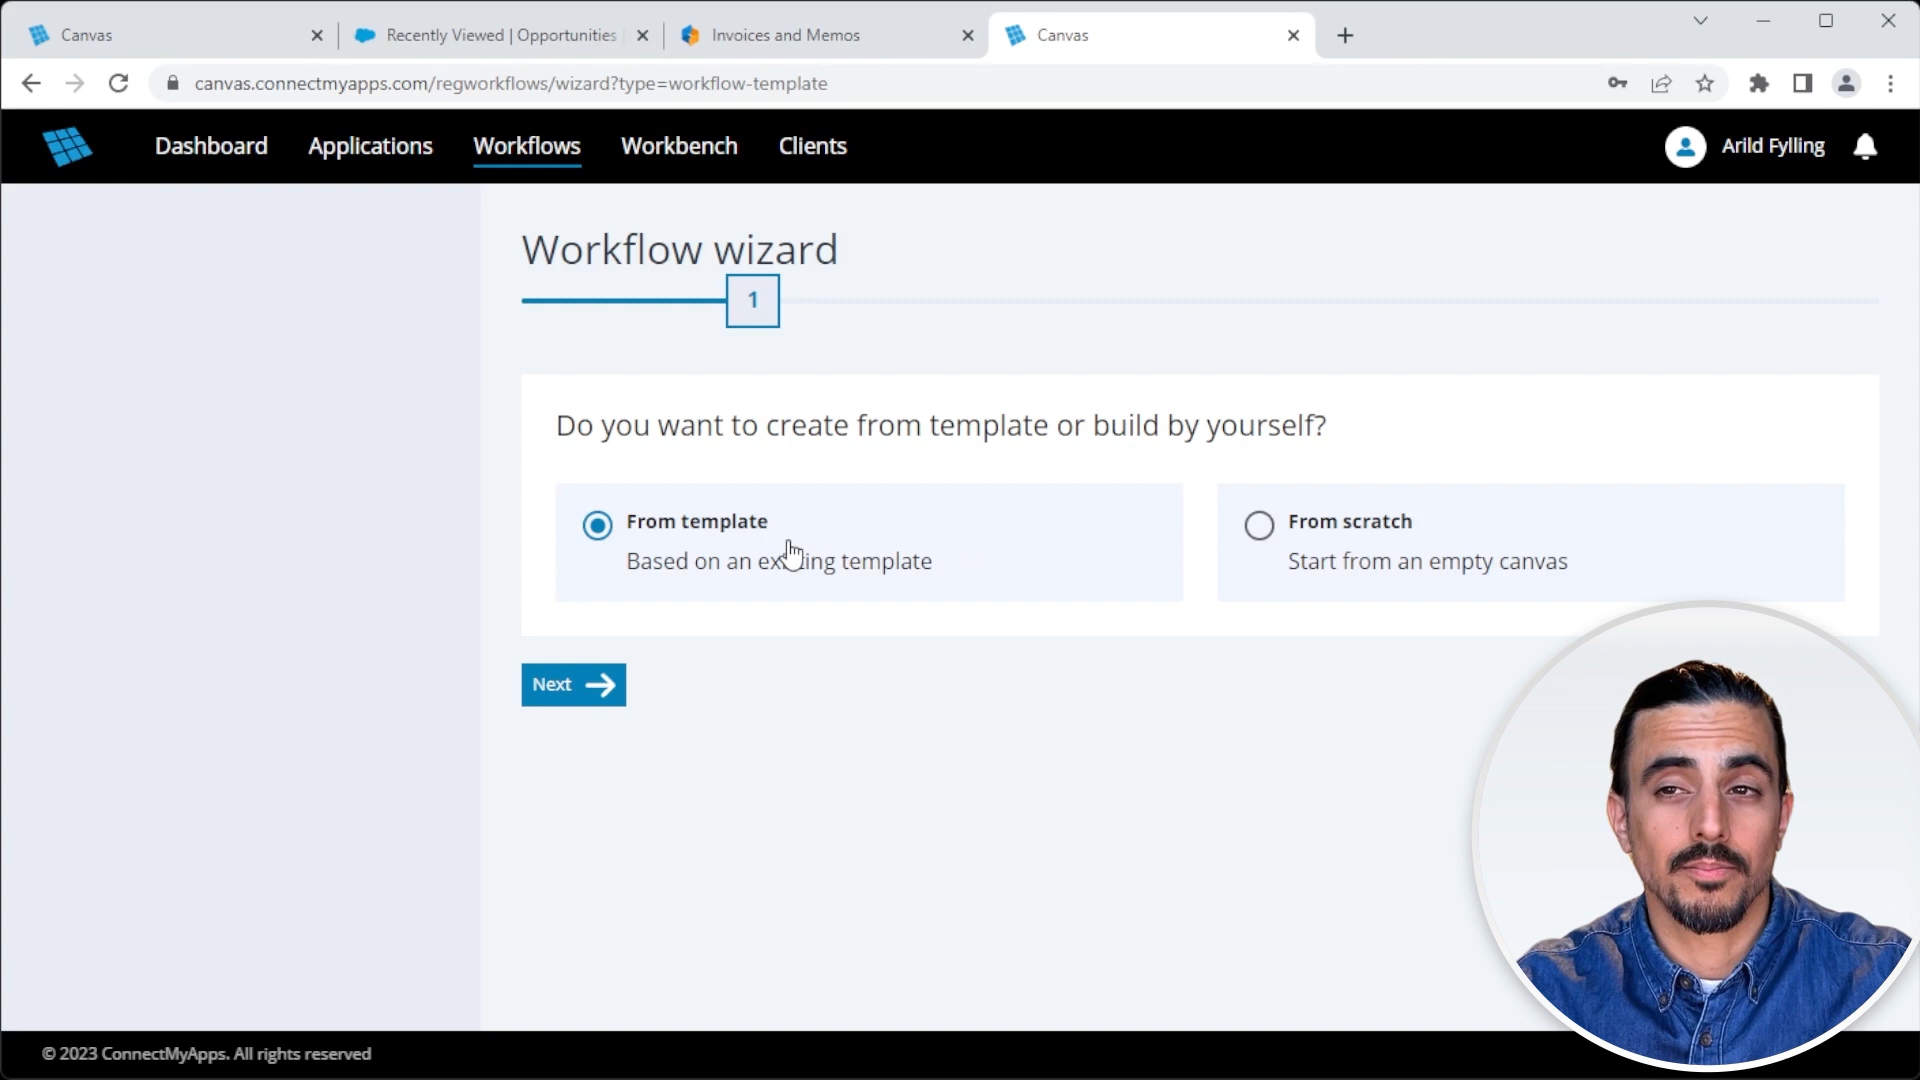 Canvas
Recently Viewed | Opportunities
Invoices and Memos
Canvas
canvas.connectmyapps.com/regworkflows/wizard?type=workflow-template
Dashboard
Applications
Workflows
Workbench
Clients
Arild Fylling
Workflow wizard
1
Do you want to create from template or build by yourself?
From template
Based on an existing template
From scratch
Start from an empty canvas
Next
© 2023 ConnectMyApps. All rights reserved